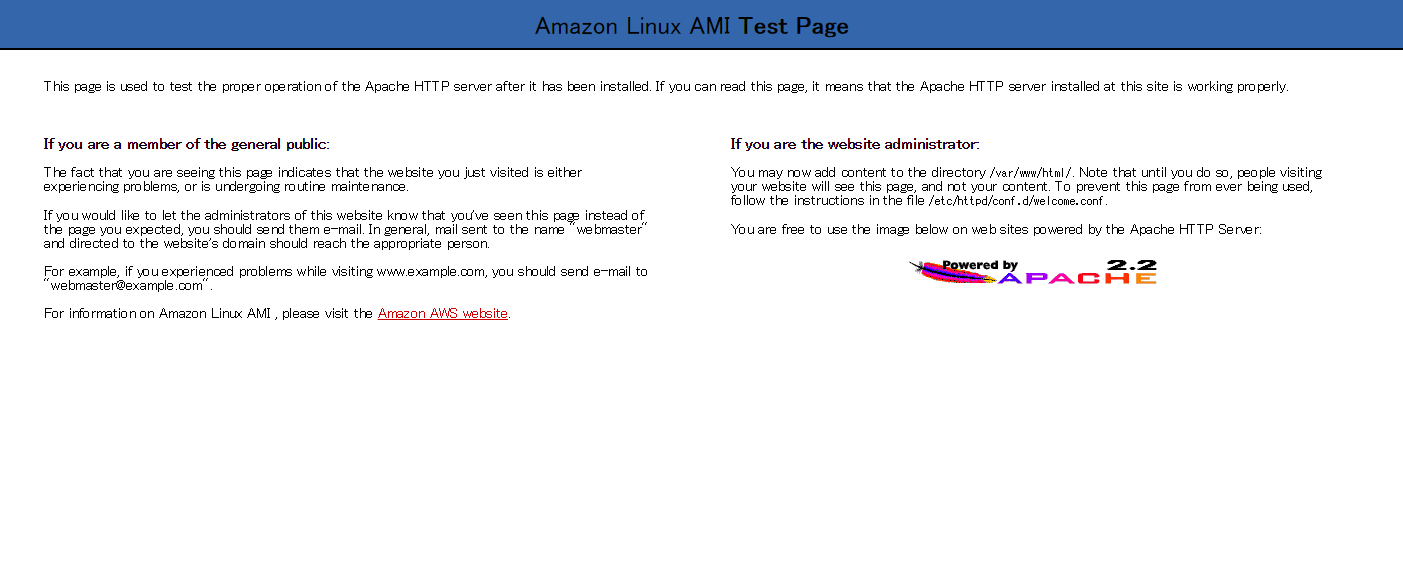 Amazon Linux AMI Test Page
This page is used to test the proper operation of the Apache HTTP server after it has been installed. If you can read this page, it means that the Apache HTTP server installed at this site is working properly.
If you are a member of the general public:
The fact that you are seeing this page indicates that the website you just visited is either
experiencing problems, or is undergoing routine maintenance.
If you would like to let the administrators of this website know that you've seen this page instead of
the page you expected, you should send them e-mail. In general, mail sent to the name "webmaster"
and directed to the website's domain should reach the appropriate person.
For example, if you experienced problems while visiting www.example.com, you should send e-mail to
"webmaster@example.com".
For information on Amazon Linux AMI , please visit the Amazon AWS website.
If you are the website administrator:
You may now add content to the directory /var/www/html/. Note that until you do so, people visiting
your website will see this page, and not your content. To prevent this page from ever being used,
follow the instructions in the file /etc/httpd/conf.d/welcome.conf.
You are free to use the image below on web sites powered by the Apache HTTP Server:
Powered by 2.2
APACHE